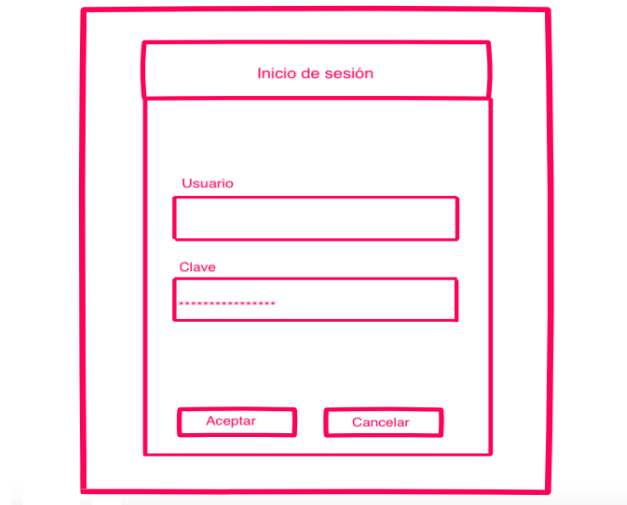 Inicio de sesión
Usuario
Clave
****************
Aceptar
Cancelar